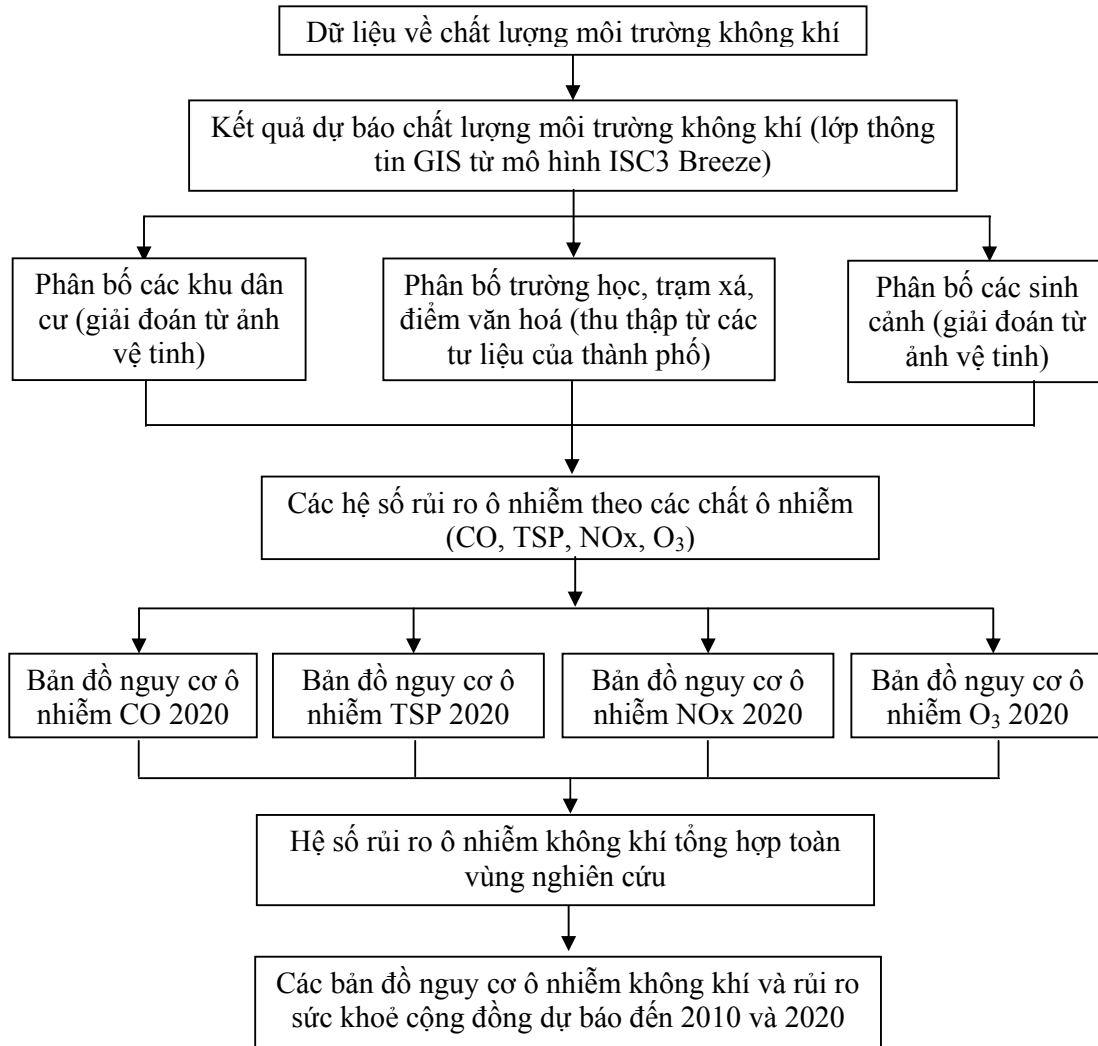 Dữ liệu về chất lượng môi trường không khí
Kết quả dự báo chất lượng môi trường không khí (lớp thông
tin GIS từ mô hình ISC3 Breeze)
Phân bố các khu dân
cư (giải đoán từ ảnh
vệ tinh)
Phân bố trường học, trạm xá,
điểm văn hoá (thu thập từ các
tư liệu của thành phố)
Phân bố các sinh
cảnh (giải đoán từ
ảnh vệ tinh)
Các hệ số rủi ro ô nhiễm theo các chất ô nhiễm
(CO, TSP, NOx, O₃)
Bản đồ nguy cơ ô
nhiễm CO 2020
Bản đồ nguy cơ ô
nhiễm TSP 2020
Bản đồ nguy cơ ô
nhiễm NOx 2020
Bản đồ nguy cơ ô
nhiễm O₃ 2020
Hệ số rủi ro ô nhiễm không khí tổng hợp toàn
vùng nghiên cứu
Các bản đồ nguy cơ ô nhiễm không khí và rủi ro
sức khoẻ cộng đồng dự báo đến 2010 và 2020